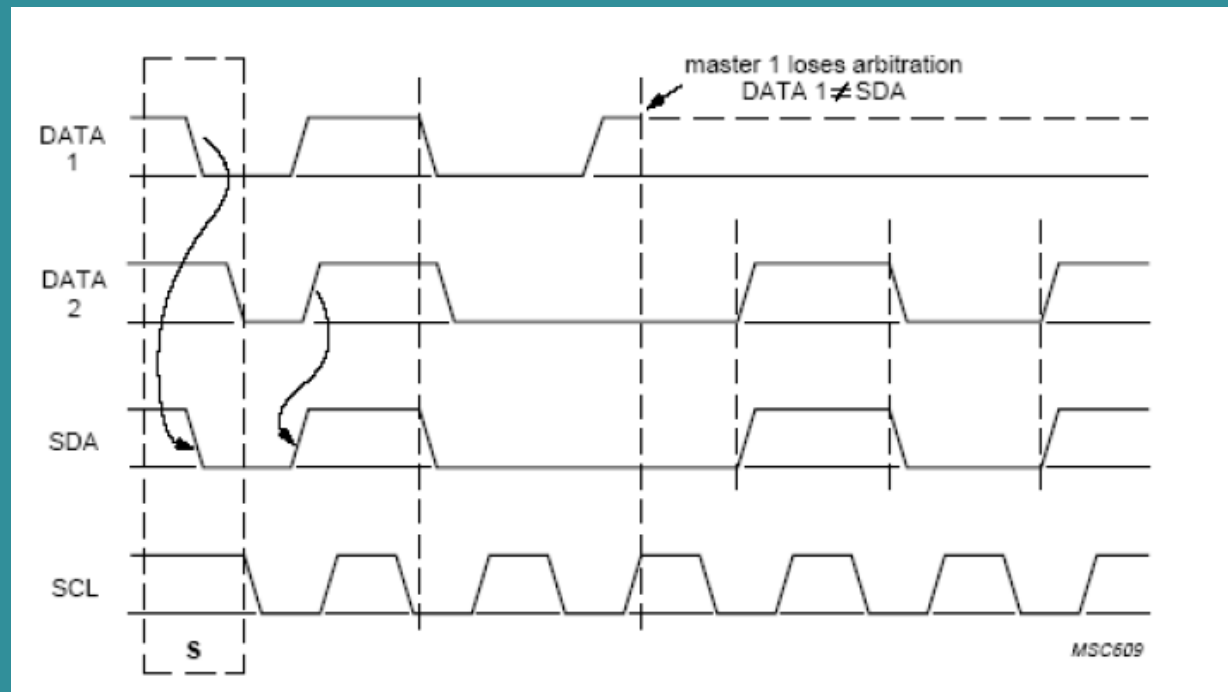 master 1 loses arbitration
DATA 1≠SDA
DATA
1
DATA
2
SDA
SCL
S
MSC609